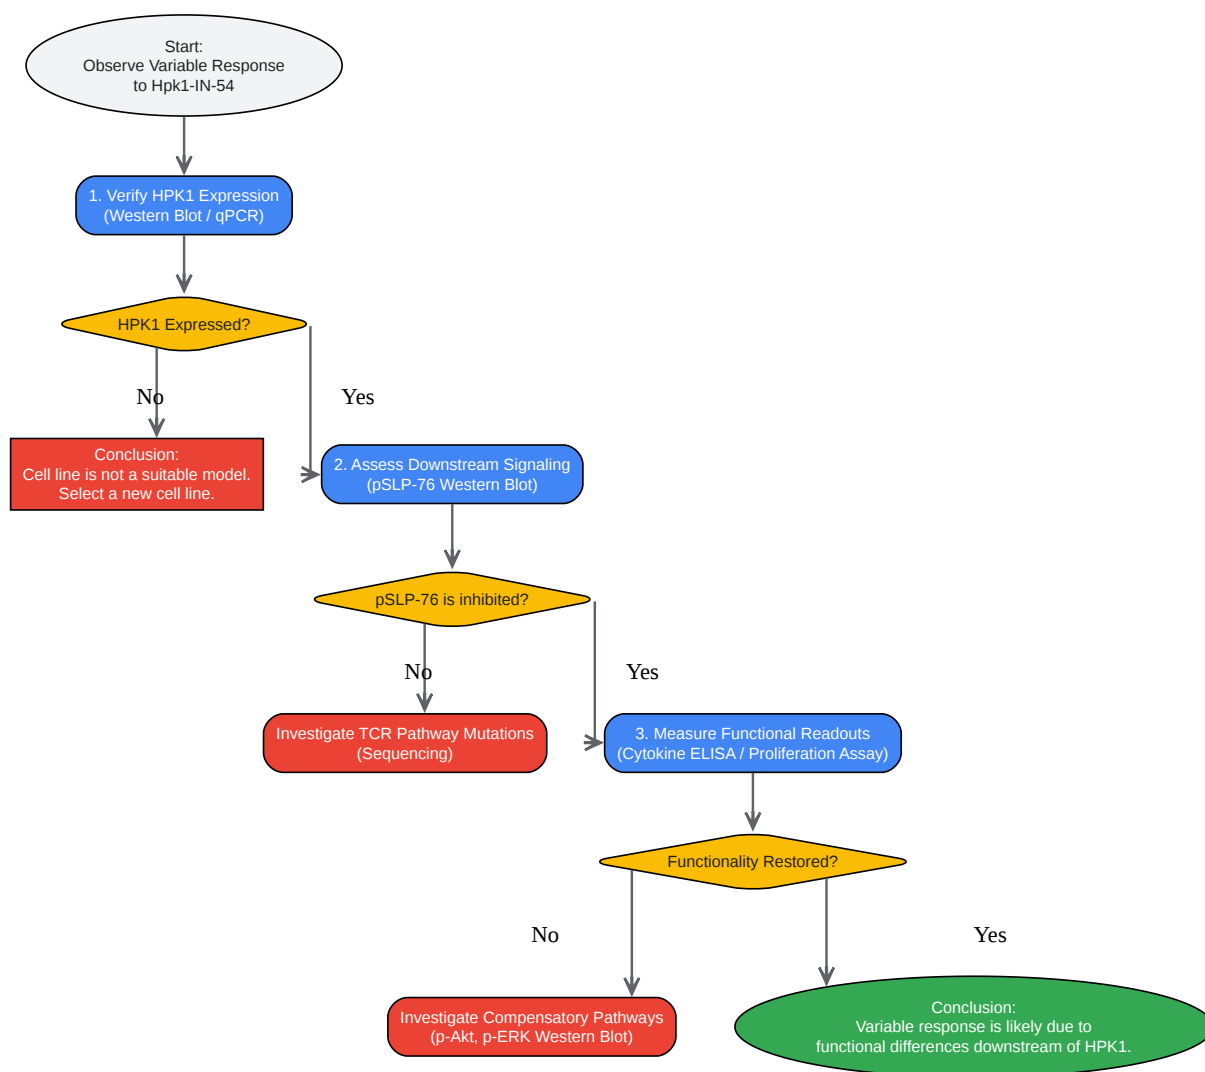 Start:
Observe Variable Response
to Hpk1-IN-54
1. Verify HPK1 Expression
(Western Blot / qPCR)
HPK1 Expressed?
No
Yes
Conclusion:
Cell line is not a suitable model.
Select a new cell line.
2. Assess Downstream Signaling
(pSLP-76 Western Blot)
pSLP-76 is inhibited?
No
Yes
Investigate TCR Pathway Mutations
(Sequencing)
3. Measure Functional Readouts
(Cytokine ELISA / Proliferation Assay)
Functionality Restored?
No
Yes
Investigate Compensatory Pathways
(p-Akt, p-ERK Western Blot)
Conclusion:
Variable response is likely due to
functional differences downstream of HPK1.